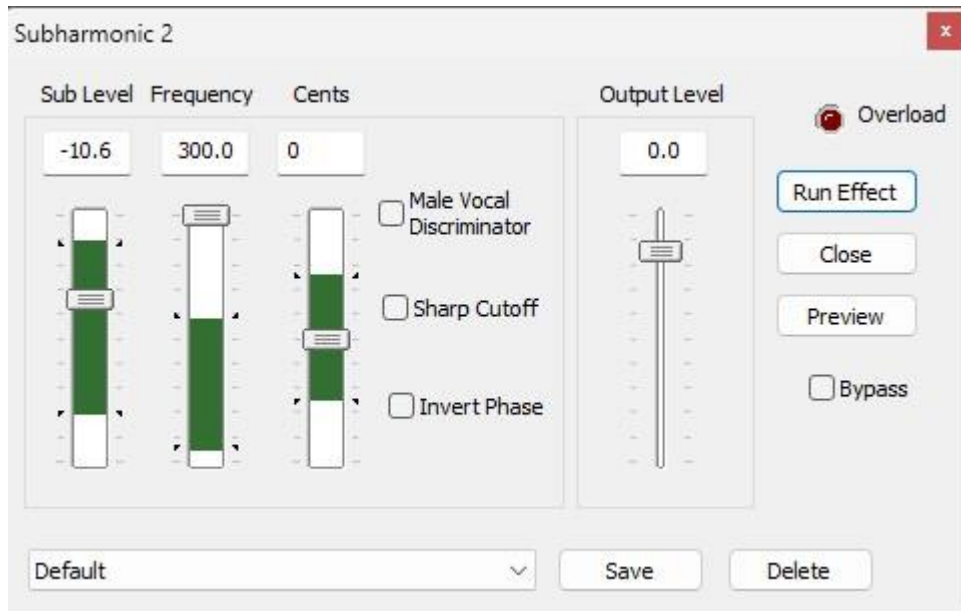 Subharmonic 2
x
Sub Level Frequency Cents
Output Level
Overload
-10.6 300.0 0
0.0
Male Vocal
Discriminator
Sharp Cutoff
Invert Phase
Run Effect
Close
Preview
Bypass
Default
Save
Delete